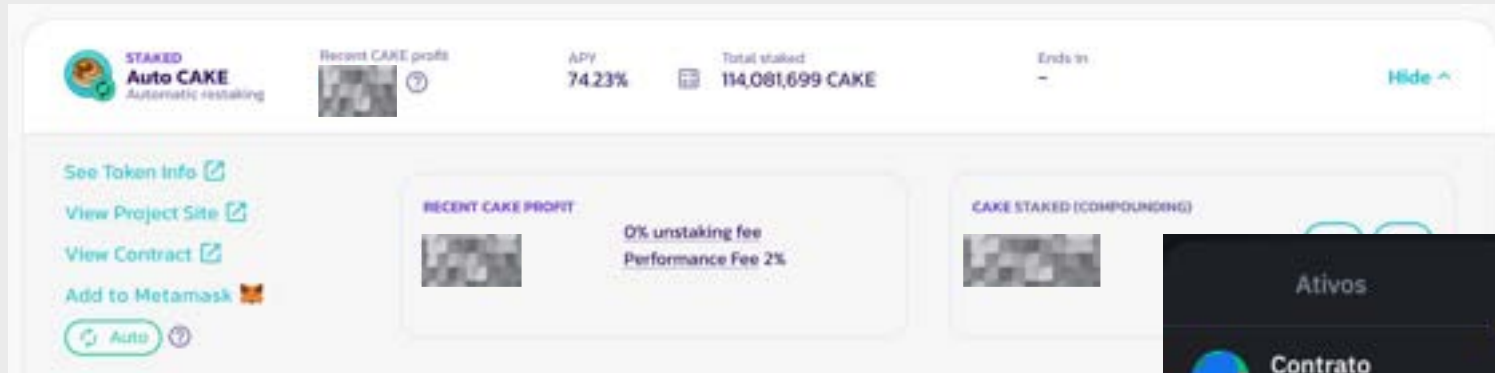 STAKED
Auto CAKE
Automatic restaking
Recent CAKE profit
APY
74.23%
Total staked
114,081,699 CAKE
Ends in
-
Hide
See Token Info
View Project Site
View Contract
Add to Metamask
Auto
RECENT CAKE PROFIT
0% unstaking fee
Performance Fee 2%
CAKE STAKED (COMPOUNDING)
Ativos
Contrato